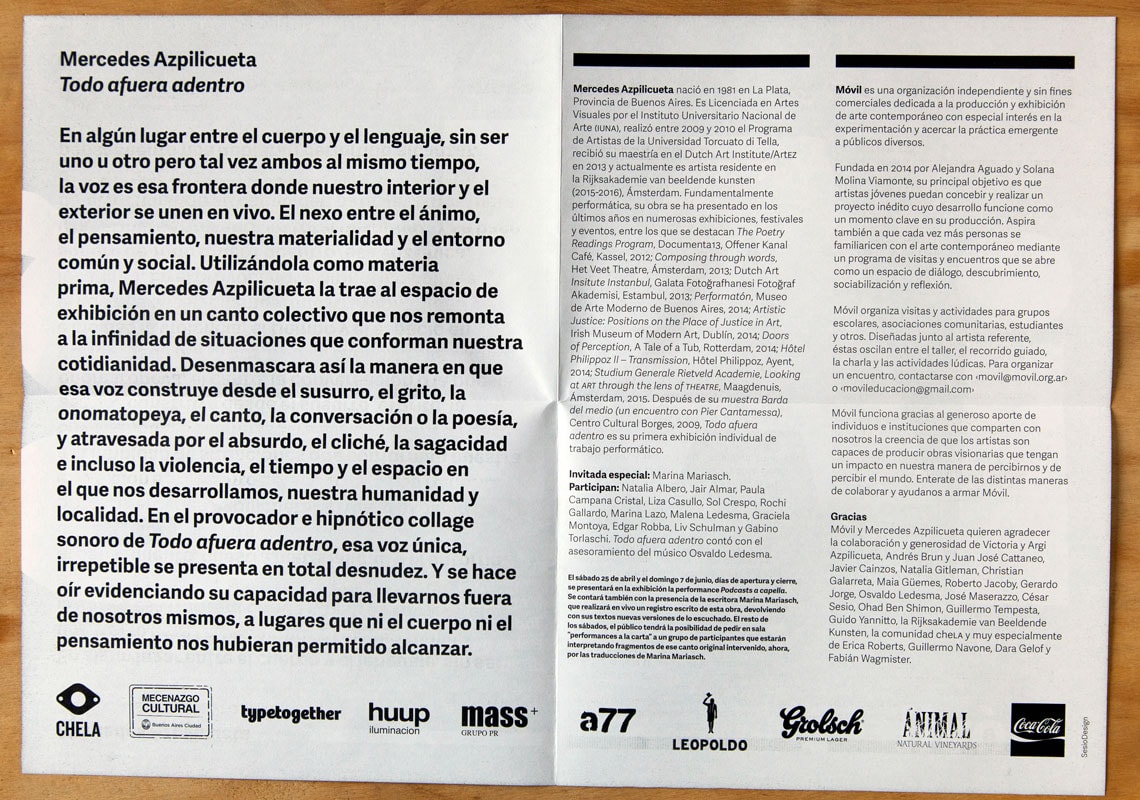 Mercedes Azpilicueta
Todo afuera adentro
En algún lugar entre el cuerpo y el lenguaje, sin ser
uno u otro pero tal vez ambos al mismo tiempo,
la voz es esa frontera donde nuestro interior y el
exterior se unen en vivo. El nexo entre el ánimo,
el pensamiento, nuestra materialidad y el entorno
común y social. Utilizándola como materia
prima, Mercedes Azpilicueta la trae al espacio de
exhibición en un canto colectivo que nos remonta
a la infinidad de situaciones que conforman nuestra
cotidianidad. Desenmascara así la manera en que
esa voz construye desde el susurro, el grito, la
onomatopeya, el canto, la conversación o la poesía,
y atravesada por el absurdo, el cliché, la sagacidad
e incluso la violencia, el tiempo y el espacio en
el que nos desarrollamos, nuestra humanidad y
localidad. En el provocador e hipnótico collage
sonoro de Todo afuera adentro, esa voz única,
irrepetible se presenta en total desnudez. Y se hace
oír evidenciando su capacidad para llevarnos fuera
de nosotros mismos, a lugares que ni el cuerpo ni el
pensamiento nos hubieran permitido alcanzar.
CHELA
MECENAZGO
CULTURAL
Buenos Aires Ciudad
typetogether
huup
iluminacion
mass+
GRUPO PR
Mercedes Azpilicueta nació en 1981 en La Plata,
Provincia de Buenos Aires. Es Licenciada en Artes
Visuales por el Instituto Universitario Nacional de
Arte (IUNA), realizó entre 2009 y 2010 el Programa
de Artistas de la Universidad Torcuato di Tella,
recibió su maestría en el Dutch Art Institute/ArtEZ
en 2013 y actualmente es artista residente en
la Rijksakademie van beeldende kunsten
(2015-2016), Ámsterdam. Fundamentalmente
performática, su obra se ha presentado en los
últimos años en numerosas exhibiciones, festivales
y eventos, entre los que se destacan The Poetry
Readings Program, Documenta13, Offener Kanal
Café, Kassel, 2012; Composing through words,
Het Veet Theatre, Ámsterdam, 2013; Dutch Art
Insitute Instanbul, Galata Fotoğrafhanesi Fotoğraf
Akademisi, Estambul, 2013; Performatón, Museo
de Arte Moderno de Buenos Aires, 2014; Artistic
Justice: Positions on the Place of Justice in Art,
Irish Museum of Modern Art, Dublín, 2014; Doors
of Perception, A Tale of a Tub, Rotterdam, 2014; Hôtel
Philippoz II – Transmission, Hôtel Philippoz, Ayent,
2014; Studium Generale Rietveld Academie, Looking
at ART through the lens of THEATRE, Maagdenuis,
Ámsterdam, 2015. Después de su muestra Barda
del medio (un encuentro con Pier Cantamessa),
Centro Cultural Borges, 2009, Todo afuera
adentro es su primera exhibición individual de
trabajo performático.
Invitada especial: Marina Mariasch.
Participan: Natalia Albero, Jair Almar, Paula
Campana Cristal, Liza Casullo, Sol Crespo, Rochi
Gallardo, Marina Lazo, Malena Ledesma, Graciela
Montoya, Edgar Robba, Liv Schulman y Gabino
Torlaschi. Todo afuera adentro contó con el
asesoramiento del músico Osvaldo Ledesma.
El sábado 25 de abril y el domingo 7 de junio, días de apertura y cierre,
se presentará en la exhibición la performance Podcasts a capella.
Se contará también con la presencia de la escritora Marina Mariasch,
que realizará en vivo un registro escrito de esta obra, devolviendo
con sus textos nuevas versiones de lo escuchado. El resto de
los sábados, el público tendrá la posibilidad de pedir en sala
"performances a la carta" a un grupo de participantes que estarán
interpretando fragmentos de ese canto original intervenido, ahora,
por las traducciones de Marina Mariasch.
Móvil es una organización independiente y sin fines
comerciales dedicada a la producción y exhibición
de arte contemporáneo con especial interés en la
experimentación y acercar la práctica emergente
a públicos diversos.
Fundada en 2014 por Alejandra Aguado y Solana
Molina Viamonte, su principal objetivo es que
artistas jóvenes puedan concebir y realizar un
proyecto inédito cuyo desarrollo funcione como
un momento clave en su producción. Aspira
también a que cada vez más personas se
familiaricen con el arte contemporáneo mediante
un programa de visitas y encuentros que se abre
como un espacio de diálogo, descubrimiento,
sociabilización y reflexión.
Móvil organiza visitas y actividades para grupos
escolares, asociaciones comunitarias, estudiantes
y otros. Diseñadas junto al artista referente,
éstas oscilan entre el taller, el recorrido guiado,
la charla y las actividades lúdicas. Para organizar
un encuentro, contactarse con ‹movil@movil.org.ar›
o ‹movileducacion@gmail.com›
Móvil funciona gracias al generoso aporte de
individuos e instituciones que comparten con
nosotros la creencia de que los artistas son
capaces de producir obras visionarias que tengan
un impacto en nuestra manera de percibirnos y de
percibir el mundo. Enterate de las distintas maneras
de colaborar y ayudanos a armar Móvil.
Gracias
Móvil y Mercedes Azpilicueta quieren agradecer
la colaboración y generosidad de Victoria y Argi
Azpilicueta, Andrés Brun y Juan José Cattaneo,
Javier Cainzos, Natalia Gitleman, Christian
Galarreta, Maia Güemes, Roberto Jacoby, Gerardo
Jorge, Osvaldo Ledesma, José Marrazzo, César
Sesio, Ohad Ben Shimon, Guillermo Tempesta,
Guido Yannitto, la Rijksakademie van Beeldende
Kunsten, la comunidad cheLA y muy especialmente
de Erica Roberts, Guillermo Navone, Dara Gelof y
Fabián Wagmister.
a77
LEOPOLDO
Grolsch
PREMIUM LAGER
ÁNIMAL
NATURAL VINEYARDS
Coca-Cola
SesioDesign